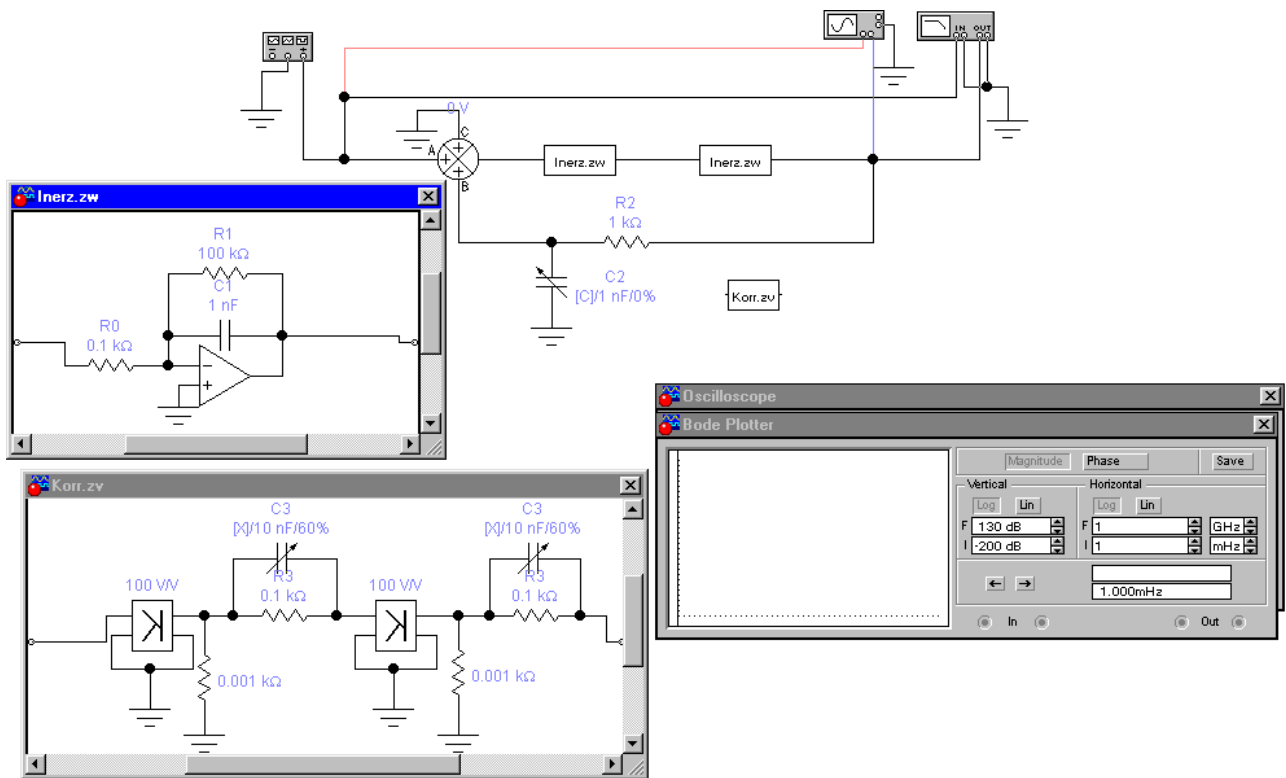 IN OUT
0 V
C
A
B
Inerz.zw
Inerz.zw
R2
1 kΩ
C2
[C]/1 nF/0%
Korr.zv
Inerz.zw
R1
100 kΩ
C1
1 nF
R0
0.1 kΩ
Korr.zv
C3
[X]/10 nF/60%
R3
0.1 kΩ
100 V/V
0.001 kΩ
C3
[X]/10 nF/60%
R3
0.1 kΩ
100 V/V
0.001 kΩ
Oscilloscope
Bode Plotter
Magnitude Phase Save
Vertical Horizontal
Log Lin Log Lin
F 130 dB F 1 GHz
I -200 dB I 1 mHz
1.000mHz
In Out